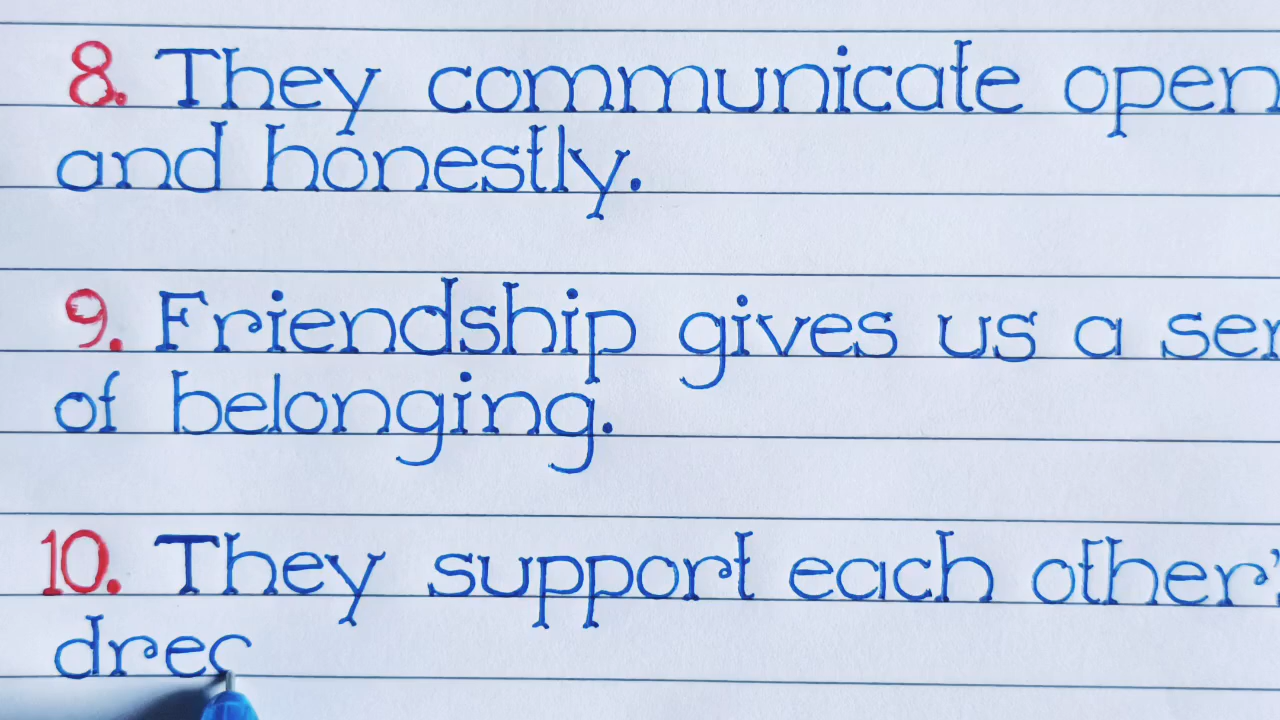 8. They communicate open
and honestly.
9. Friendship gives us a ser
of belonging.
10. They support each other'
drec